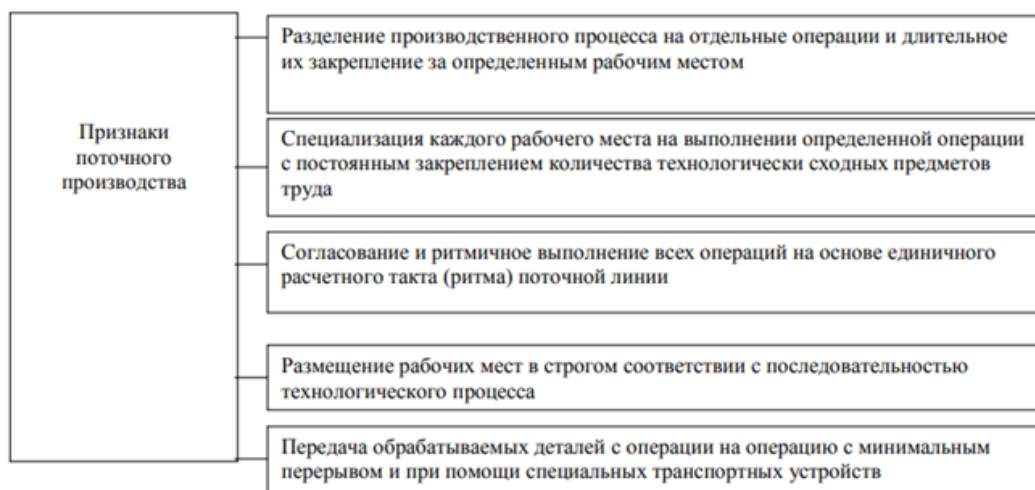 Признаки
поточного
производства
Разделение производственного процесса на отдельные операции и длительное
их закрепление за определенным рабочим местом
Специализация каждого рабочего места на выполнении определенной операции
с постоянным закреплением количества технологически сходных предметов
труда
Согласование и ритмичное выполнение всех операций на основе единичного
расчетного такта (ритма) поточной линии
Размещение рабочих мест в строгом соответствии с последовательностью
технологического процесса
Передача обрабатываемых деталей с операции на операцию с минимальным
перерывом и при помощи специальных транспортных устройств